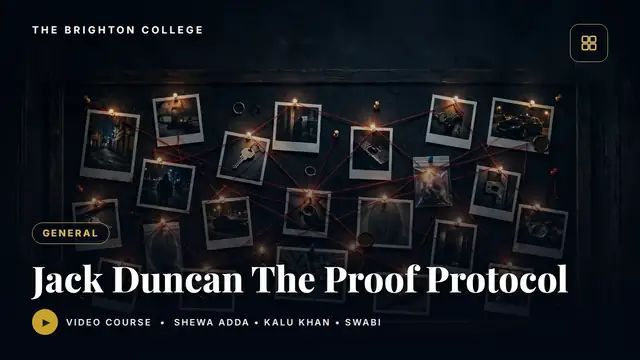 THE BRIGHTON COLLEGE
GENERAL
Jack Duncan The Proof Protocol
VIDEO COURSE • SHEWA ADDA • KALU KHAN • SWABI